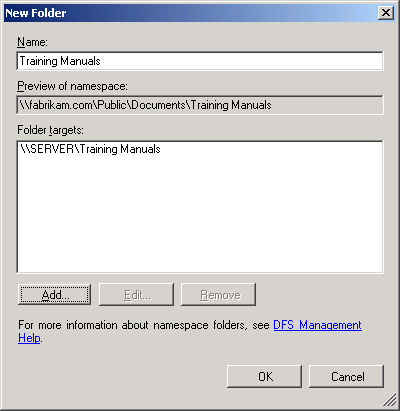 New Folder
Name:
Training Manuals
Preview of namespace:
\\fabrikam.com\Public\Documents\Training Manuals
Folder targets:
\\SERVER\Training Manuals
Add... Edit... Remove
For more information about namespace folders, see DFS Management
Help.
OK Cancel